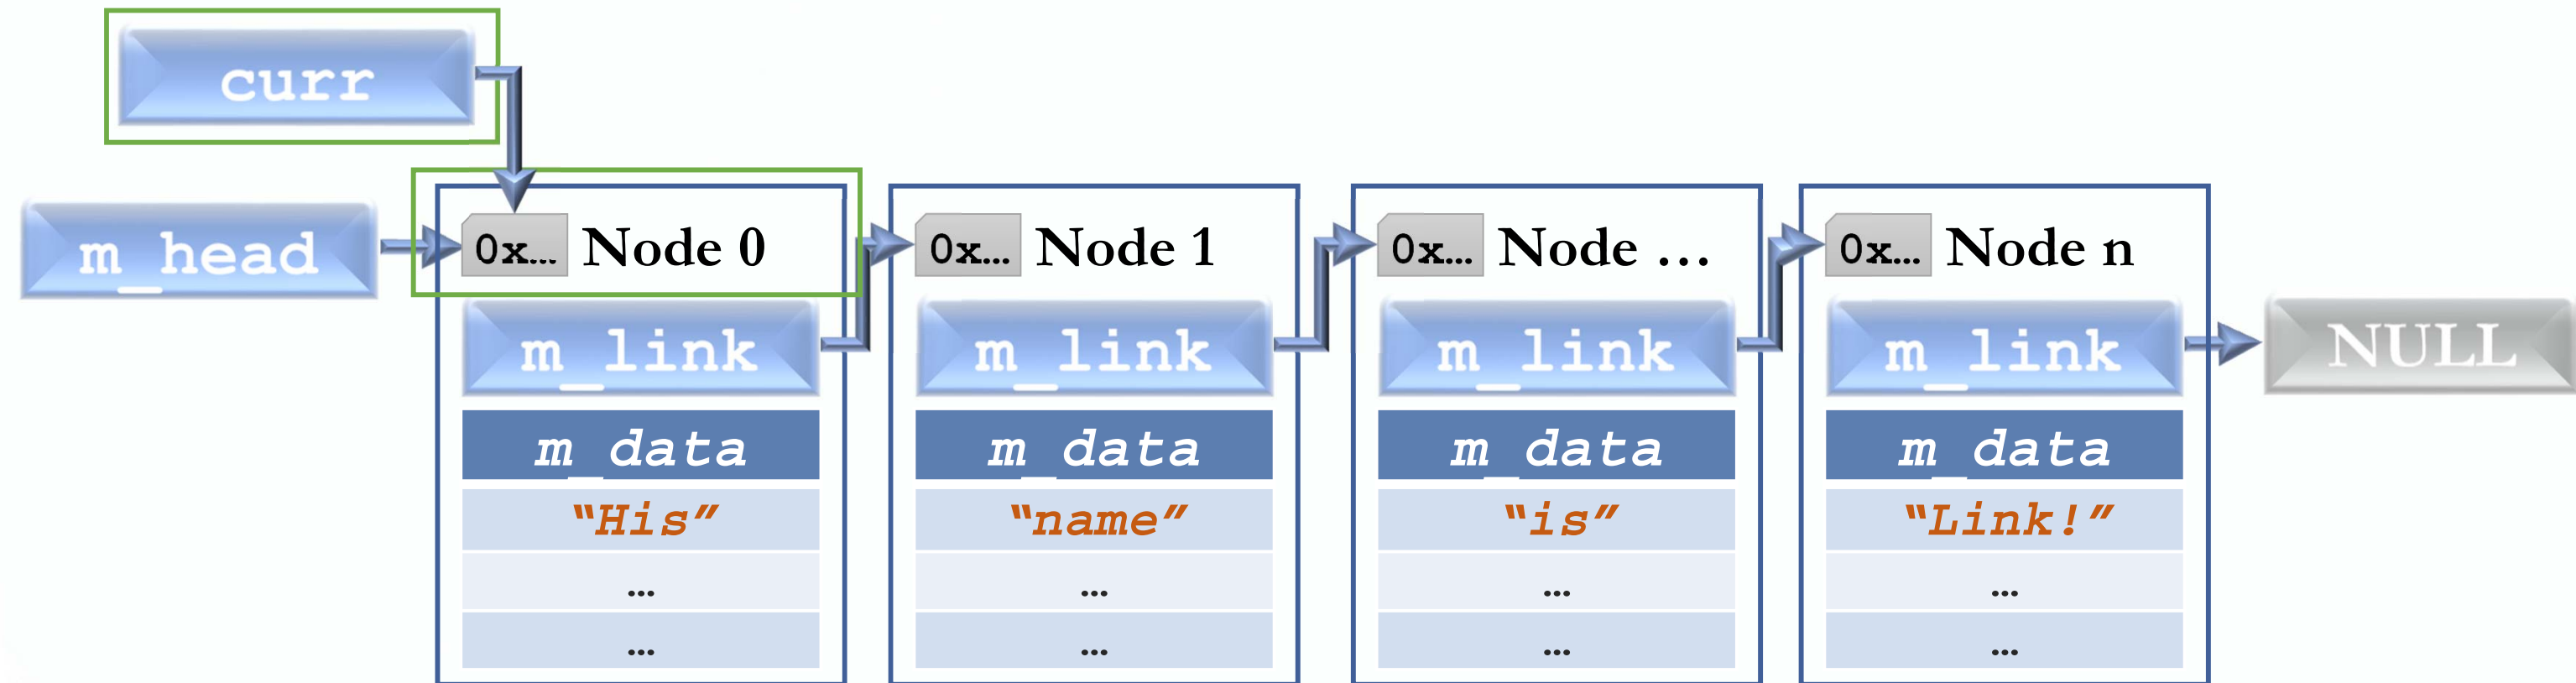 curr
m_head
0x... Node 0
0x... Node 1
0x... Node ...
0x... Node n
m_link
m_link
m_link
m_link
NULL
m_data
m_data
m_data
m_data
“His”
“name”
“is”
“Link!”
...
...
...
...
...
...
...
...